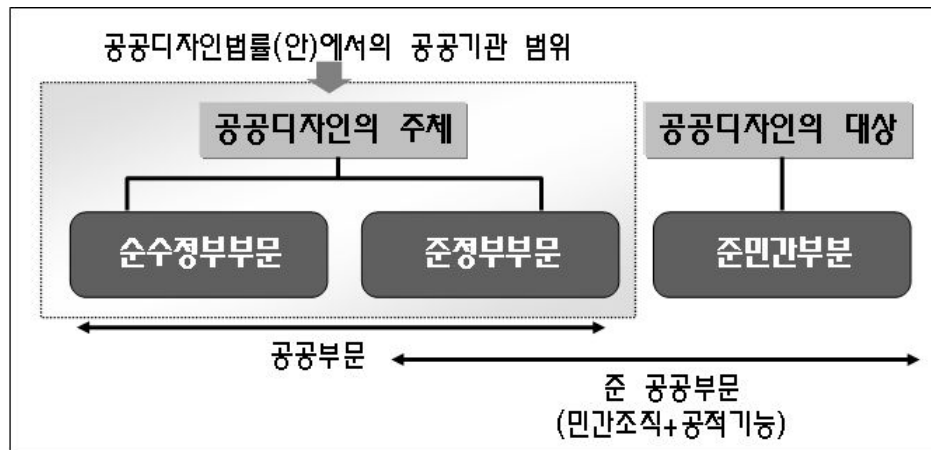 공공디자인법률(안)에서의 공공기관 범위
공공디자인의 주체
공공디자인의 대상
순수정부부문
준정부부문
준민간부분
공공부문
준 공공부문
(민간조직+공적기능)